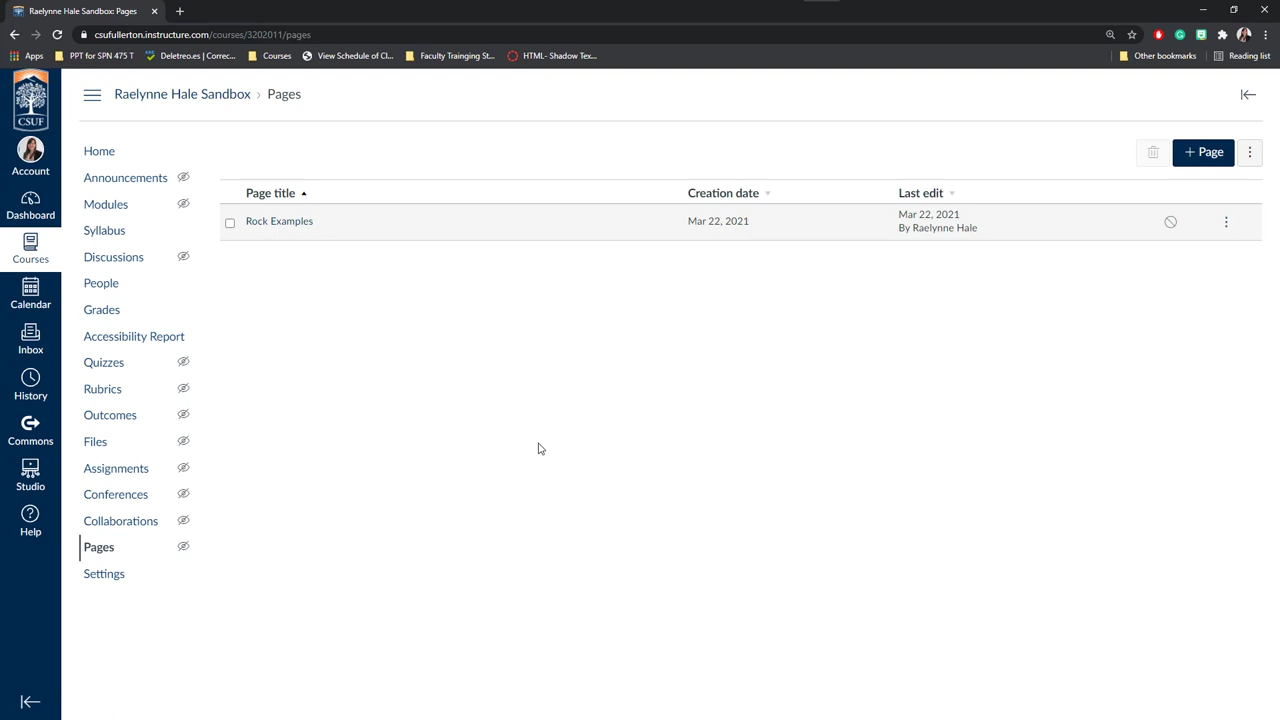 Raelynne Hale Sandbox: Pages
csufullerton.instructure.com/courses/3202011/pages
Apps PPT for SPN 475 T Deletreo.es | Correc... Courses View Schedule of Cl... Faculty Trainging St... HTML- Shadow Tex... Other bookmarks Reading list
CSUF
Account
Dashboard
Courses
Calendar
Inbox
History
Commons
Studio
Help
Raelynne Hale Sandbox › Pages
Home
Announcements
Modules
Syllabus
Discussions
People
Grades
Accessibility Report
Quizzes
Rubrics
Outcomes
Files
Assignments
Conferences
Collaborations
Pages
Settings
+ Page
Page title Creation date Last edit
Rock Examples Mar 22, 2021 Mar 22, 2021
By Raelynne Hale